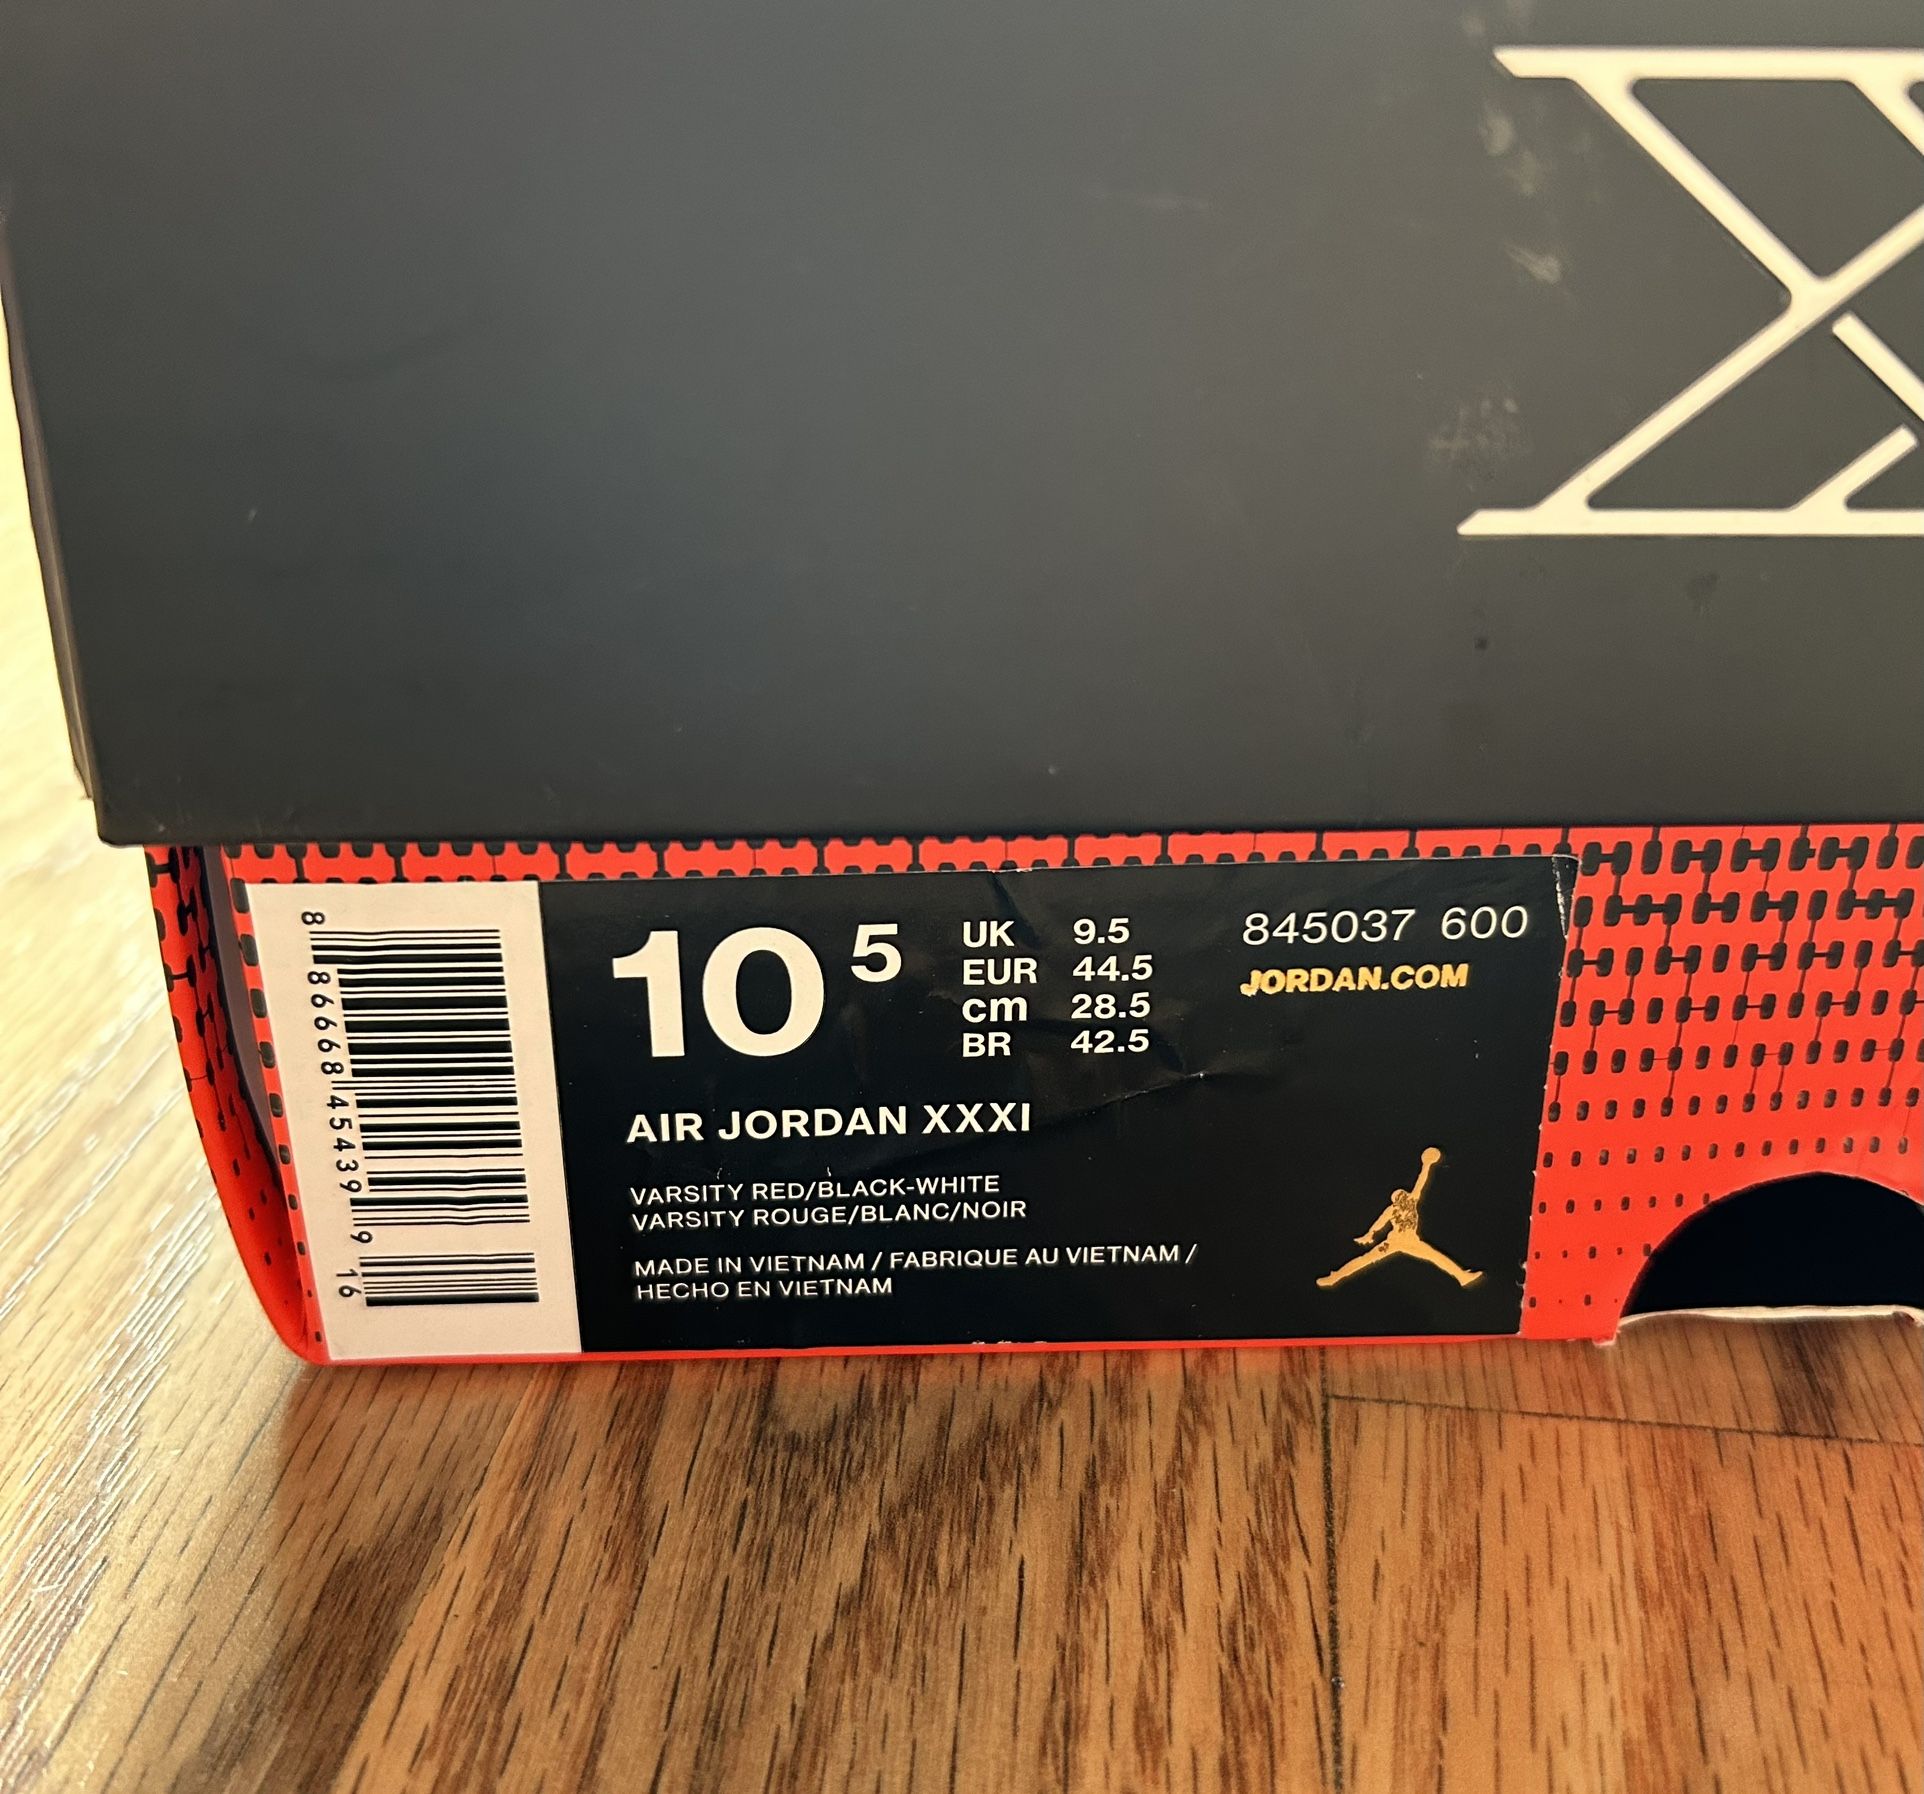 XX
8 86668 45439 9 16
10 5
UK 9.5
EUR 44.5
cm 28.5
BR 42.5
845037 600
JORDAN.COM
AIR JORDAN XXXI
VARSITY RED/BLACK-WHITE
VARSITY ROUGE/BLANC/NOIR
MADE IN VIETNAM / FABRIQUE AU VIETNAM /
HECHO EN VIETNAM